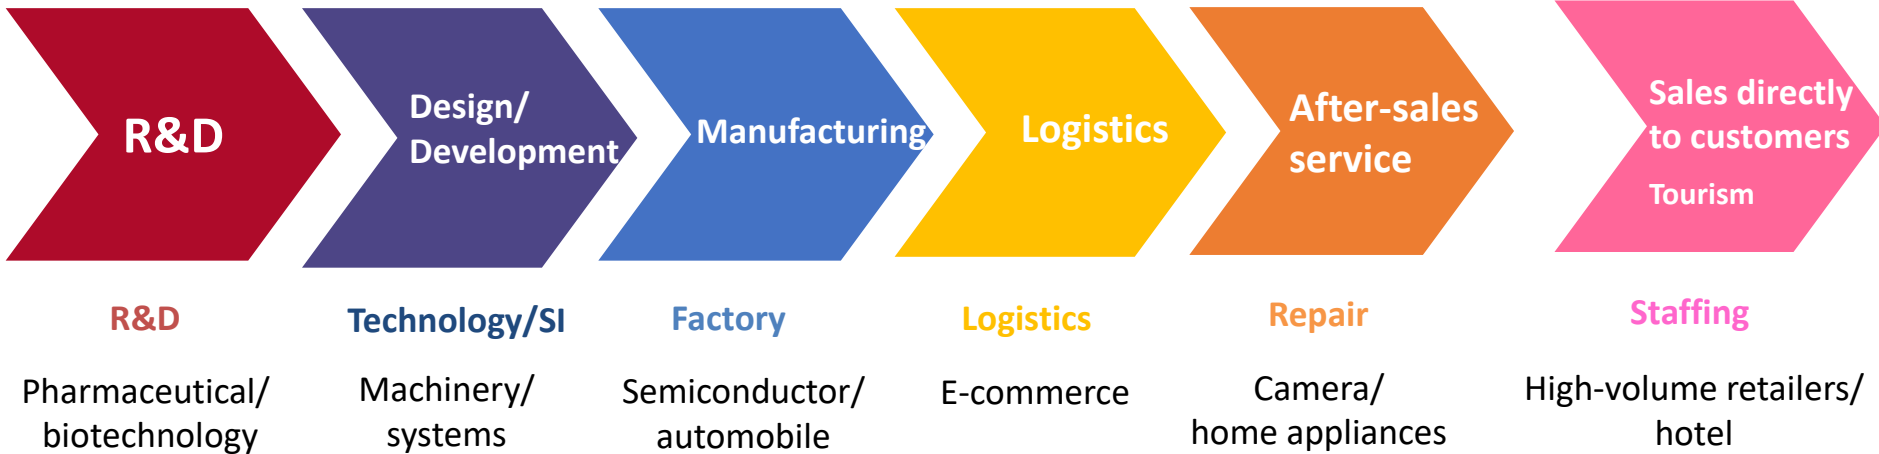 R&D
Design/
Development
Manufacturing
Logistics
After-sales
service
Sales directly
to customers
Tourism
R&D
Technology/SI
Factory
Logistics
Repair
Staffing
Pharmaceutical/
biotechnology
Machinery/
systems
Semiconductor/
automobile
E-commerce
Camera/
home appliances
High-volume retailers/
hotel